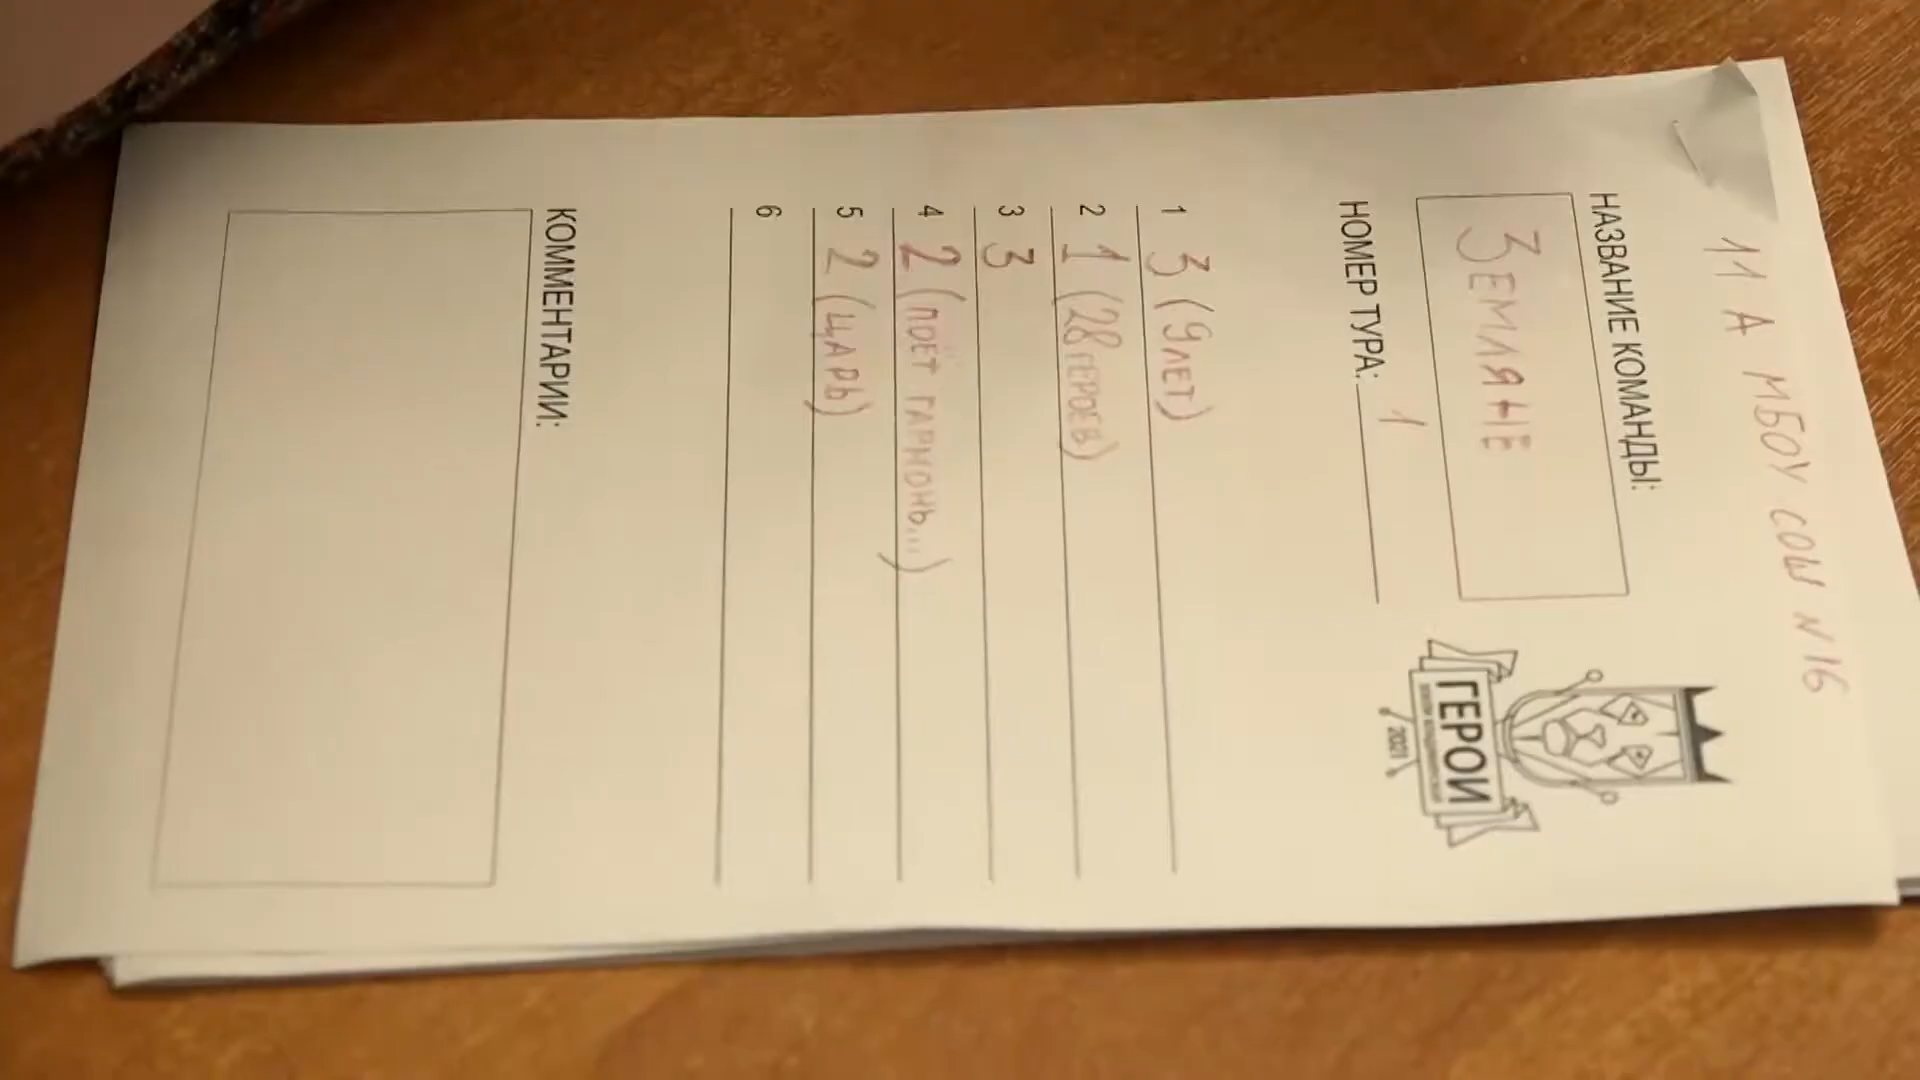 11 А МБОУ СОШ N 16
НАЗВАНИЕ КОМАНДЫ:
ЗЕМЛЯНЕ
НОМЕР ТУРА: 1
ГЕРОИ
2021
1 3 (9 ЛЕТ)
2 1 (28 ГЕРОЕВ)
3 3
4 2 (ПОЁТ ГАРМОНЬ...)
5 2 (ЦАРЬ)
6
КОММЕНТАРИИ: